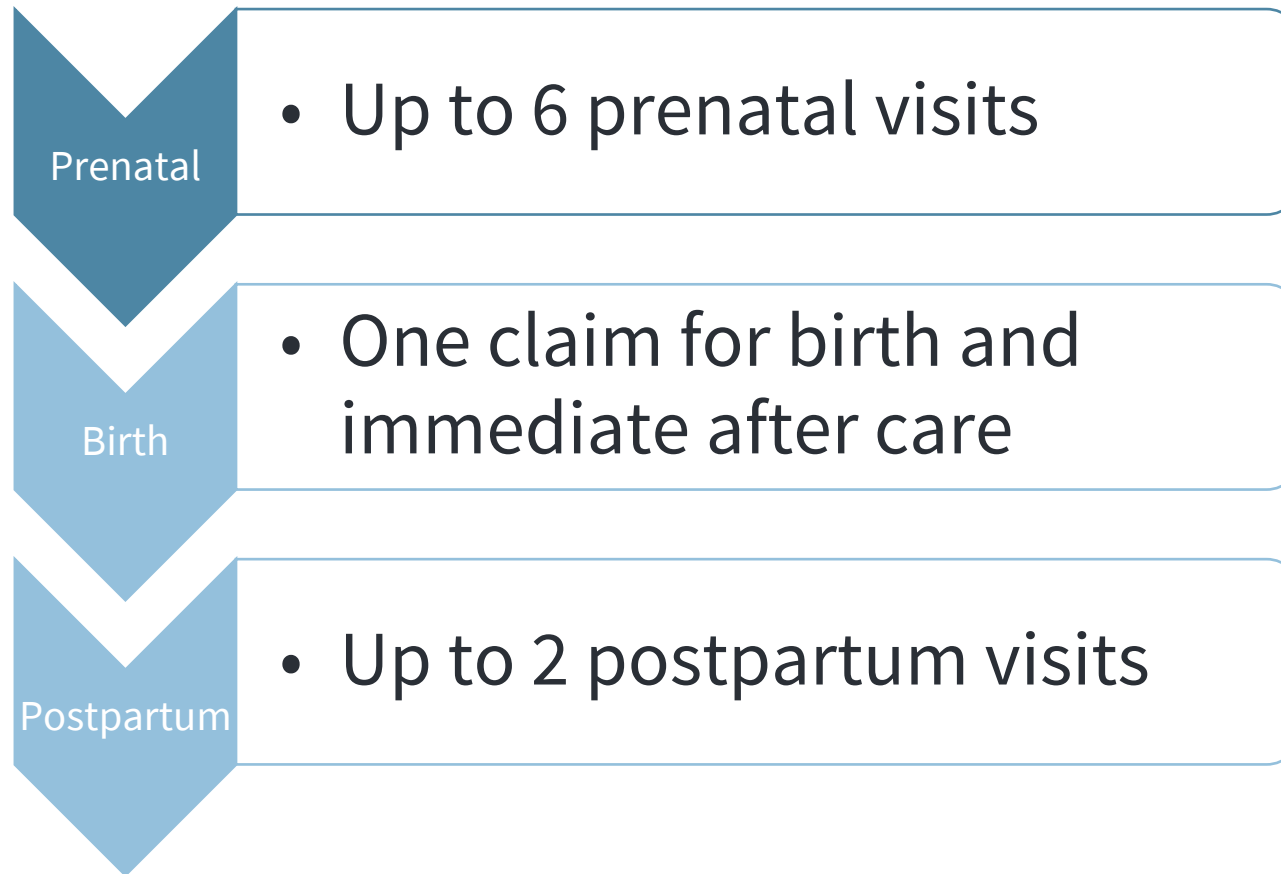 Prenatal
• Up to 6 prenatal visits
Birth
• One claim for birth and
immediate after care
Postpartum
• Up to 2 postpartum visits